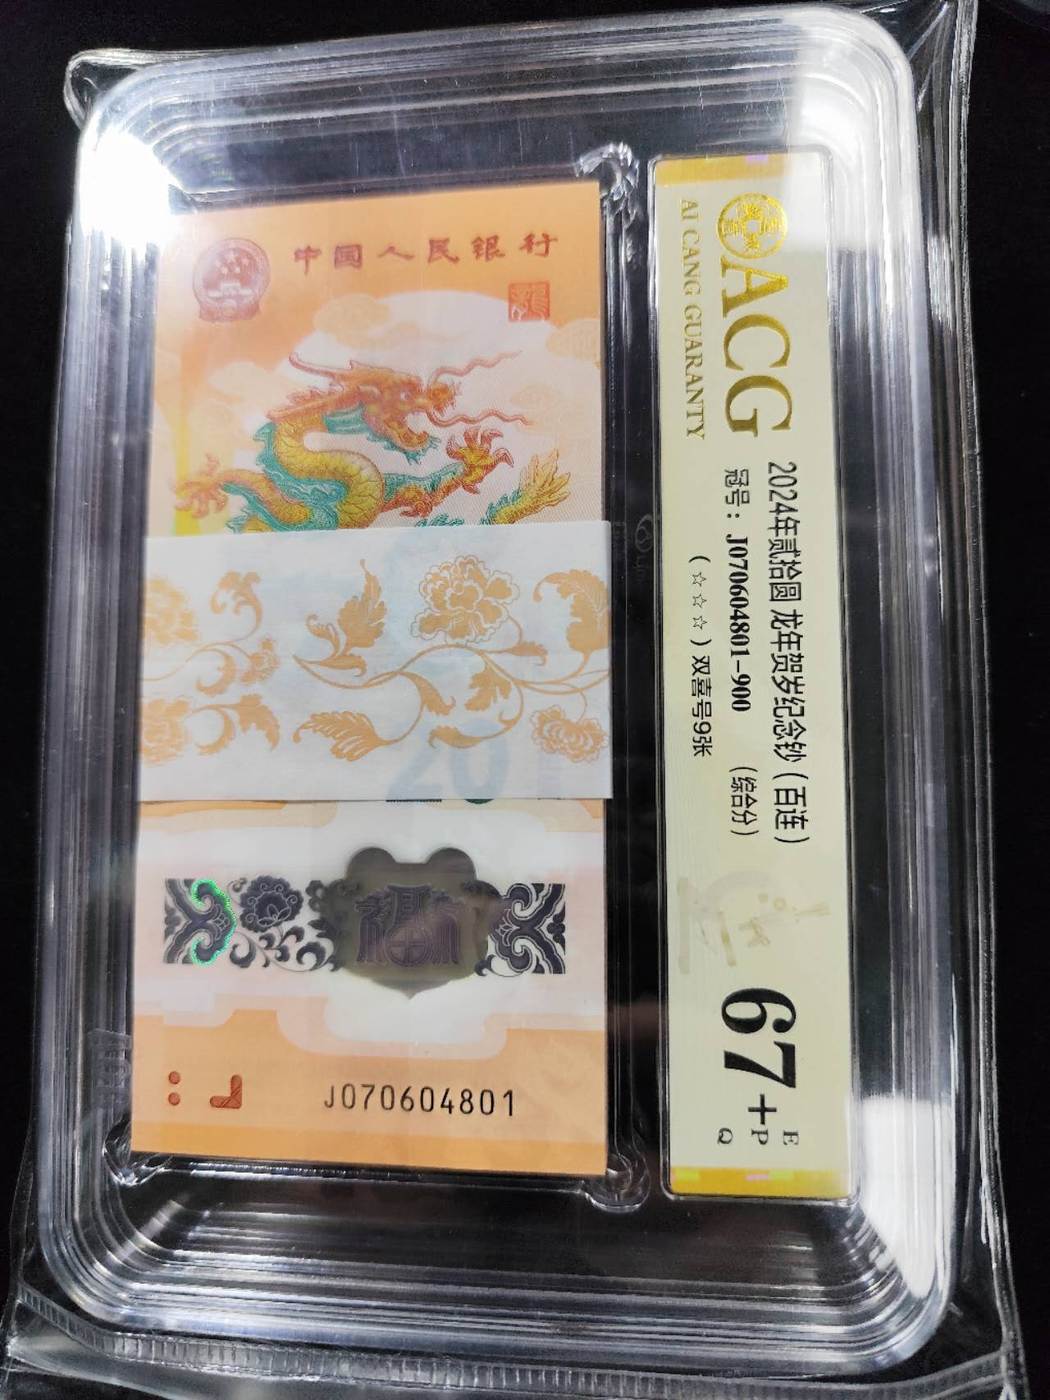 中国人民银行
龍
20
J070604801
ACG
AI CANG GUARANTY
2024年贰拾圆 龙年贺岁纪念钞(百连)
冠号: J070604801-900 (综合分)
(☆☆☆)双喜号9张
67+
E
P
Q